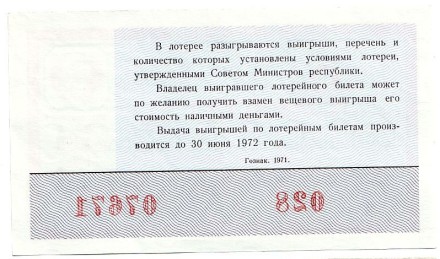 В лотерее разыгрываются выигрыши, перечень и
количество которых установлены условиями лотереи,
утвержденными Советом Министров республики.
Владелец выигравшего лотерейного билета может
по желанию получить взамен вещевого выигрыша его
стоимость наличными деньгами.
Выдача выигрышей по лотерейным билетам произ-
водится до 30 июня 1972 года.
Гознак. 1971.
07671 028